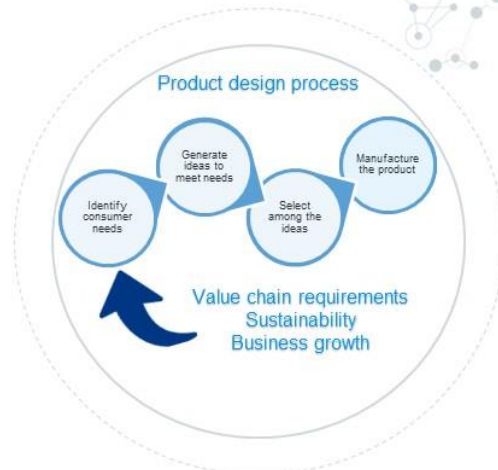 Product design process
Generate
ideas to
meet needs
Manufacture
the product
Identify
consumer
needs
Select
among the
ideas
Value chain requirements
Sustainability
Business growth